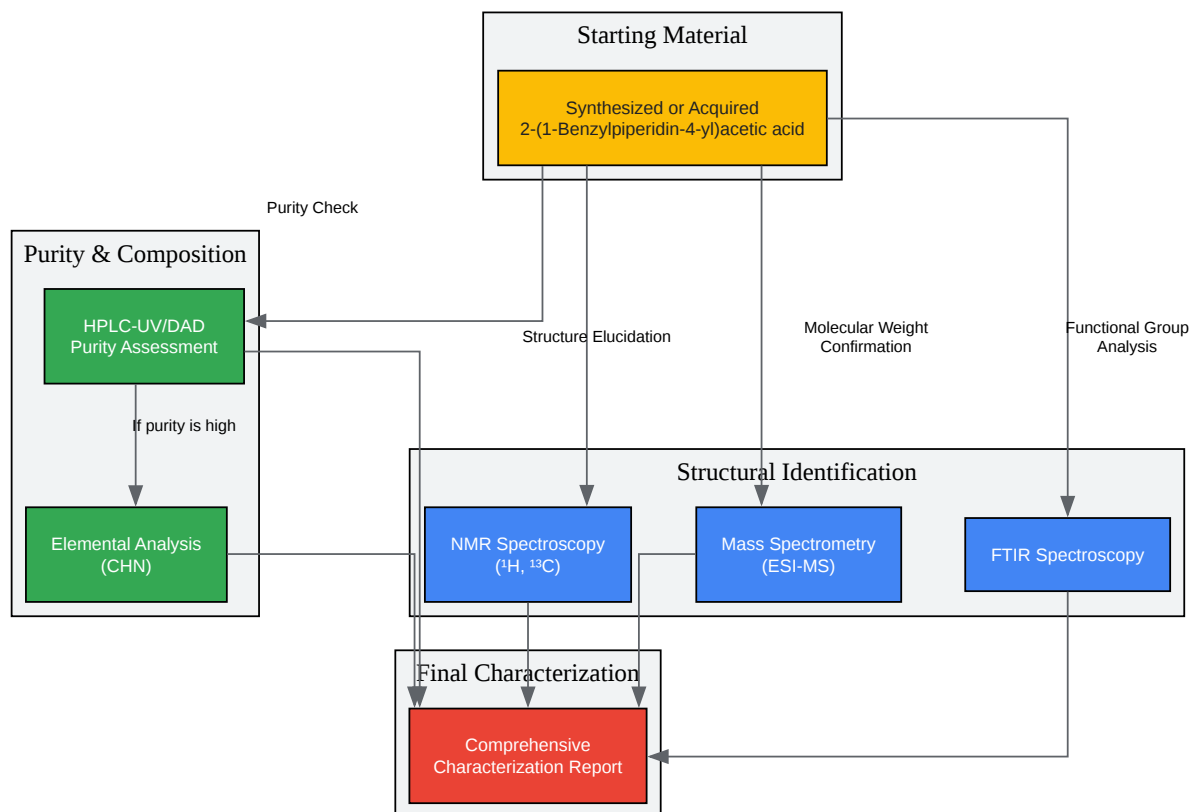 Starting Material
Synthesized or Acquired
2-(1-Benzylpiperidin-4-yl)acetic acid
Purity Check
Purity & Composition
HPLC-UV/DAD
Purity Assessment
Structure Elucidation
Molecular Weight
Confirmation
Functional Group
Analysis
If purity is high
Structural Identification
Elemental Analysis
(CHN)
NMR Spectroscopy
(¹H, ¹³C)
Mass Spectrometry
(ESI-MS)
FTIR Spectroscopy
Final Characterization
Comprehensive
Characterization Report